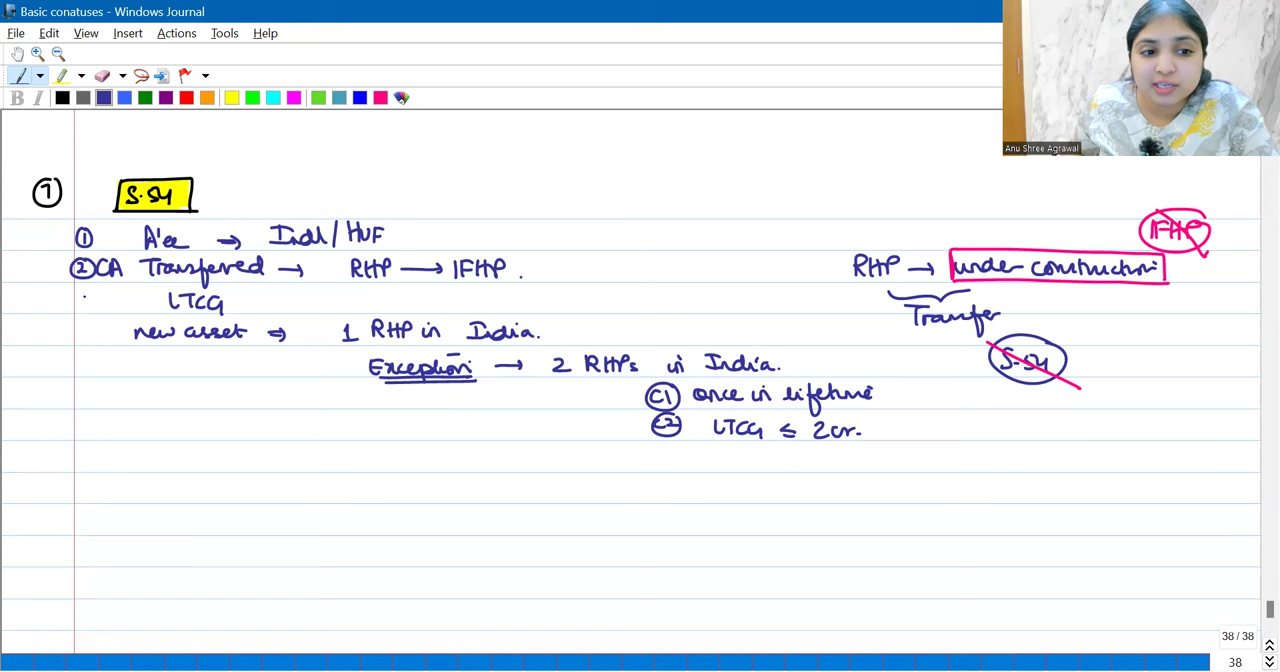 Basic conatuses - Windows Journal
File Edit View Insert Actions Tools Help
B I
Anu Shree Agrawal
① S.54
① A'ee → Indl/HUF
② CA Transferred → RHP → IFHP.
LTCG
new asset ⇒ 1 RHP in India.
Exception → 2 RHPs in India.
C1 once in lifetime
C2 LTCG ≤ 2cr.
IFHP
RHP → under construction
Transfer
S.54
38 / 38
38